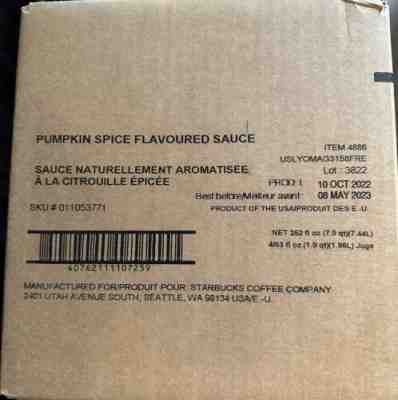 PUMPKIN SPICE FLAVOURED SAUCE
ITEM 4886
USLYOMA/33158FRE
Lot : 3822
SAUCE NATURELLEMENT AROMATISEE
À LA CITROUILLE ÉPICÉE
PROD: 10 OCT 2022
Best before/Meilleur avant: 08 MAY 2023
SKU # 011053771
PRODUCT OF THE USA/PRODUIT DES E.-U.
NET 252 fl oz (7.9 qt)(7.44L)
4/63 fl oz (1.9 qt)(1.86L) Jugs
40762111107259
MANUFACTURED FOR/PRODUIT POUR: STARBUCKS COFFEE COMPANY
2401 UTAH AVENUE SOUTH, SEATTLE, WA 98134 USA/E.-U.